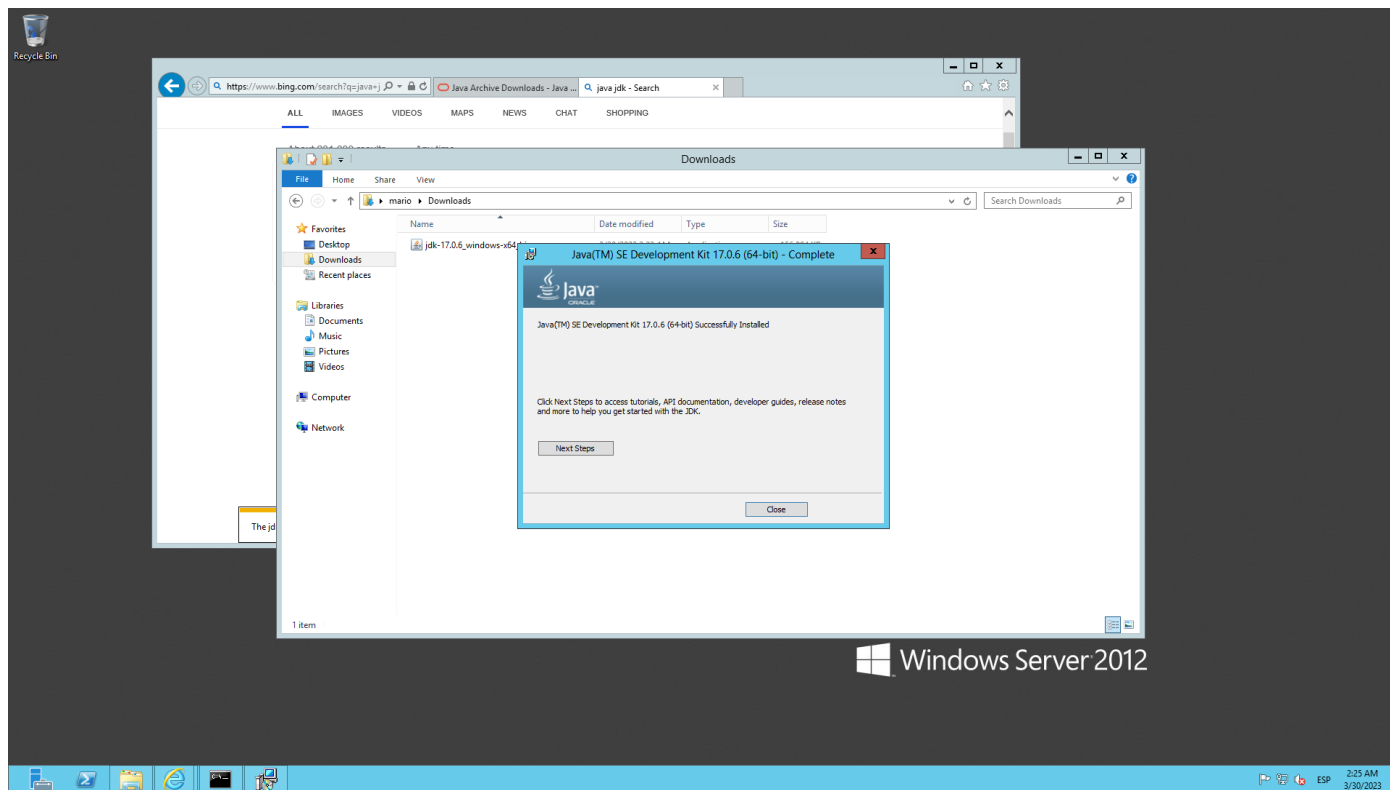 Recycle Bin
https://www.bing.com/search?q=java+j
Java Archive Downloads - Java ...
java jdk - Search
ALL IMAGES VIDEOS MAPS NEWS CHAT SHOPPING
Downloads
File Home Share View
mario Downloads
Search Downloads
Name Date modified Type Size
Favorites
Desktop
Downloads
Recent places
Libraries
Documents
Music
Pictures
Videos
Computer
Network
jdk-17.0.6_windows-x64
Java(TM) SE Development Kit 17.0.6 (64-bit) - Complete
Java
ORACLE
Java(TM) SE Development Kit 17.0.6 (64-bit) Successfully Installed
Click Next Steps to access tutorials, API documentation, developer guides, release notes
and more to help you get started with the JDK.
Next Steps
Close
The jd
1 item
Windows Server 2012
ESP
2:25 AM
3/30/2023